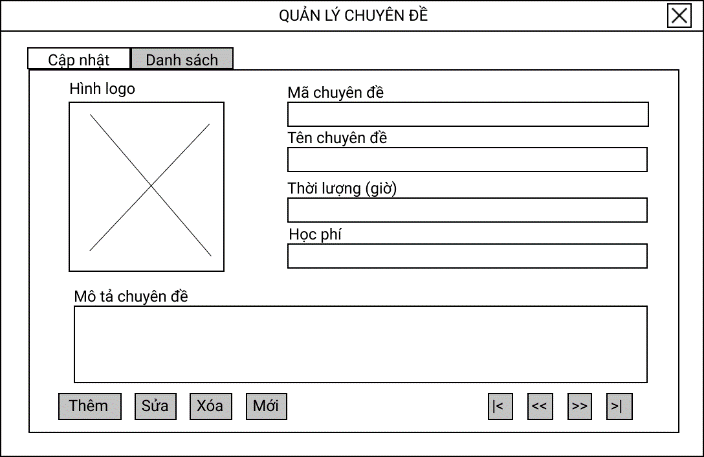 QUẢN LÝ CHUYÊN ĐỀ
Cập nhật Danh sách
Hình logo
Mã chuyên đề
Tên chuyên đề
Thời lượng (giờ)
Học phí
Mô tả chuyên đề
Thêm Sửa Xóa Mới |< << >> >|